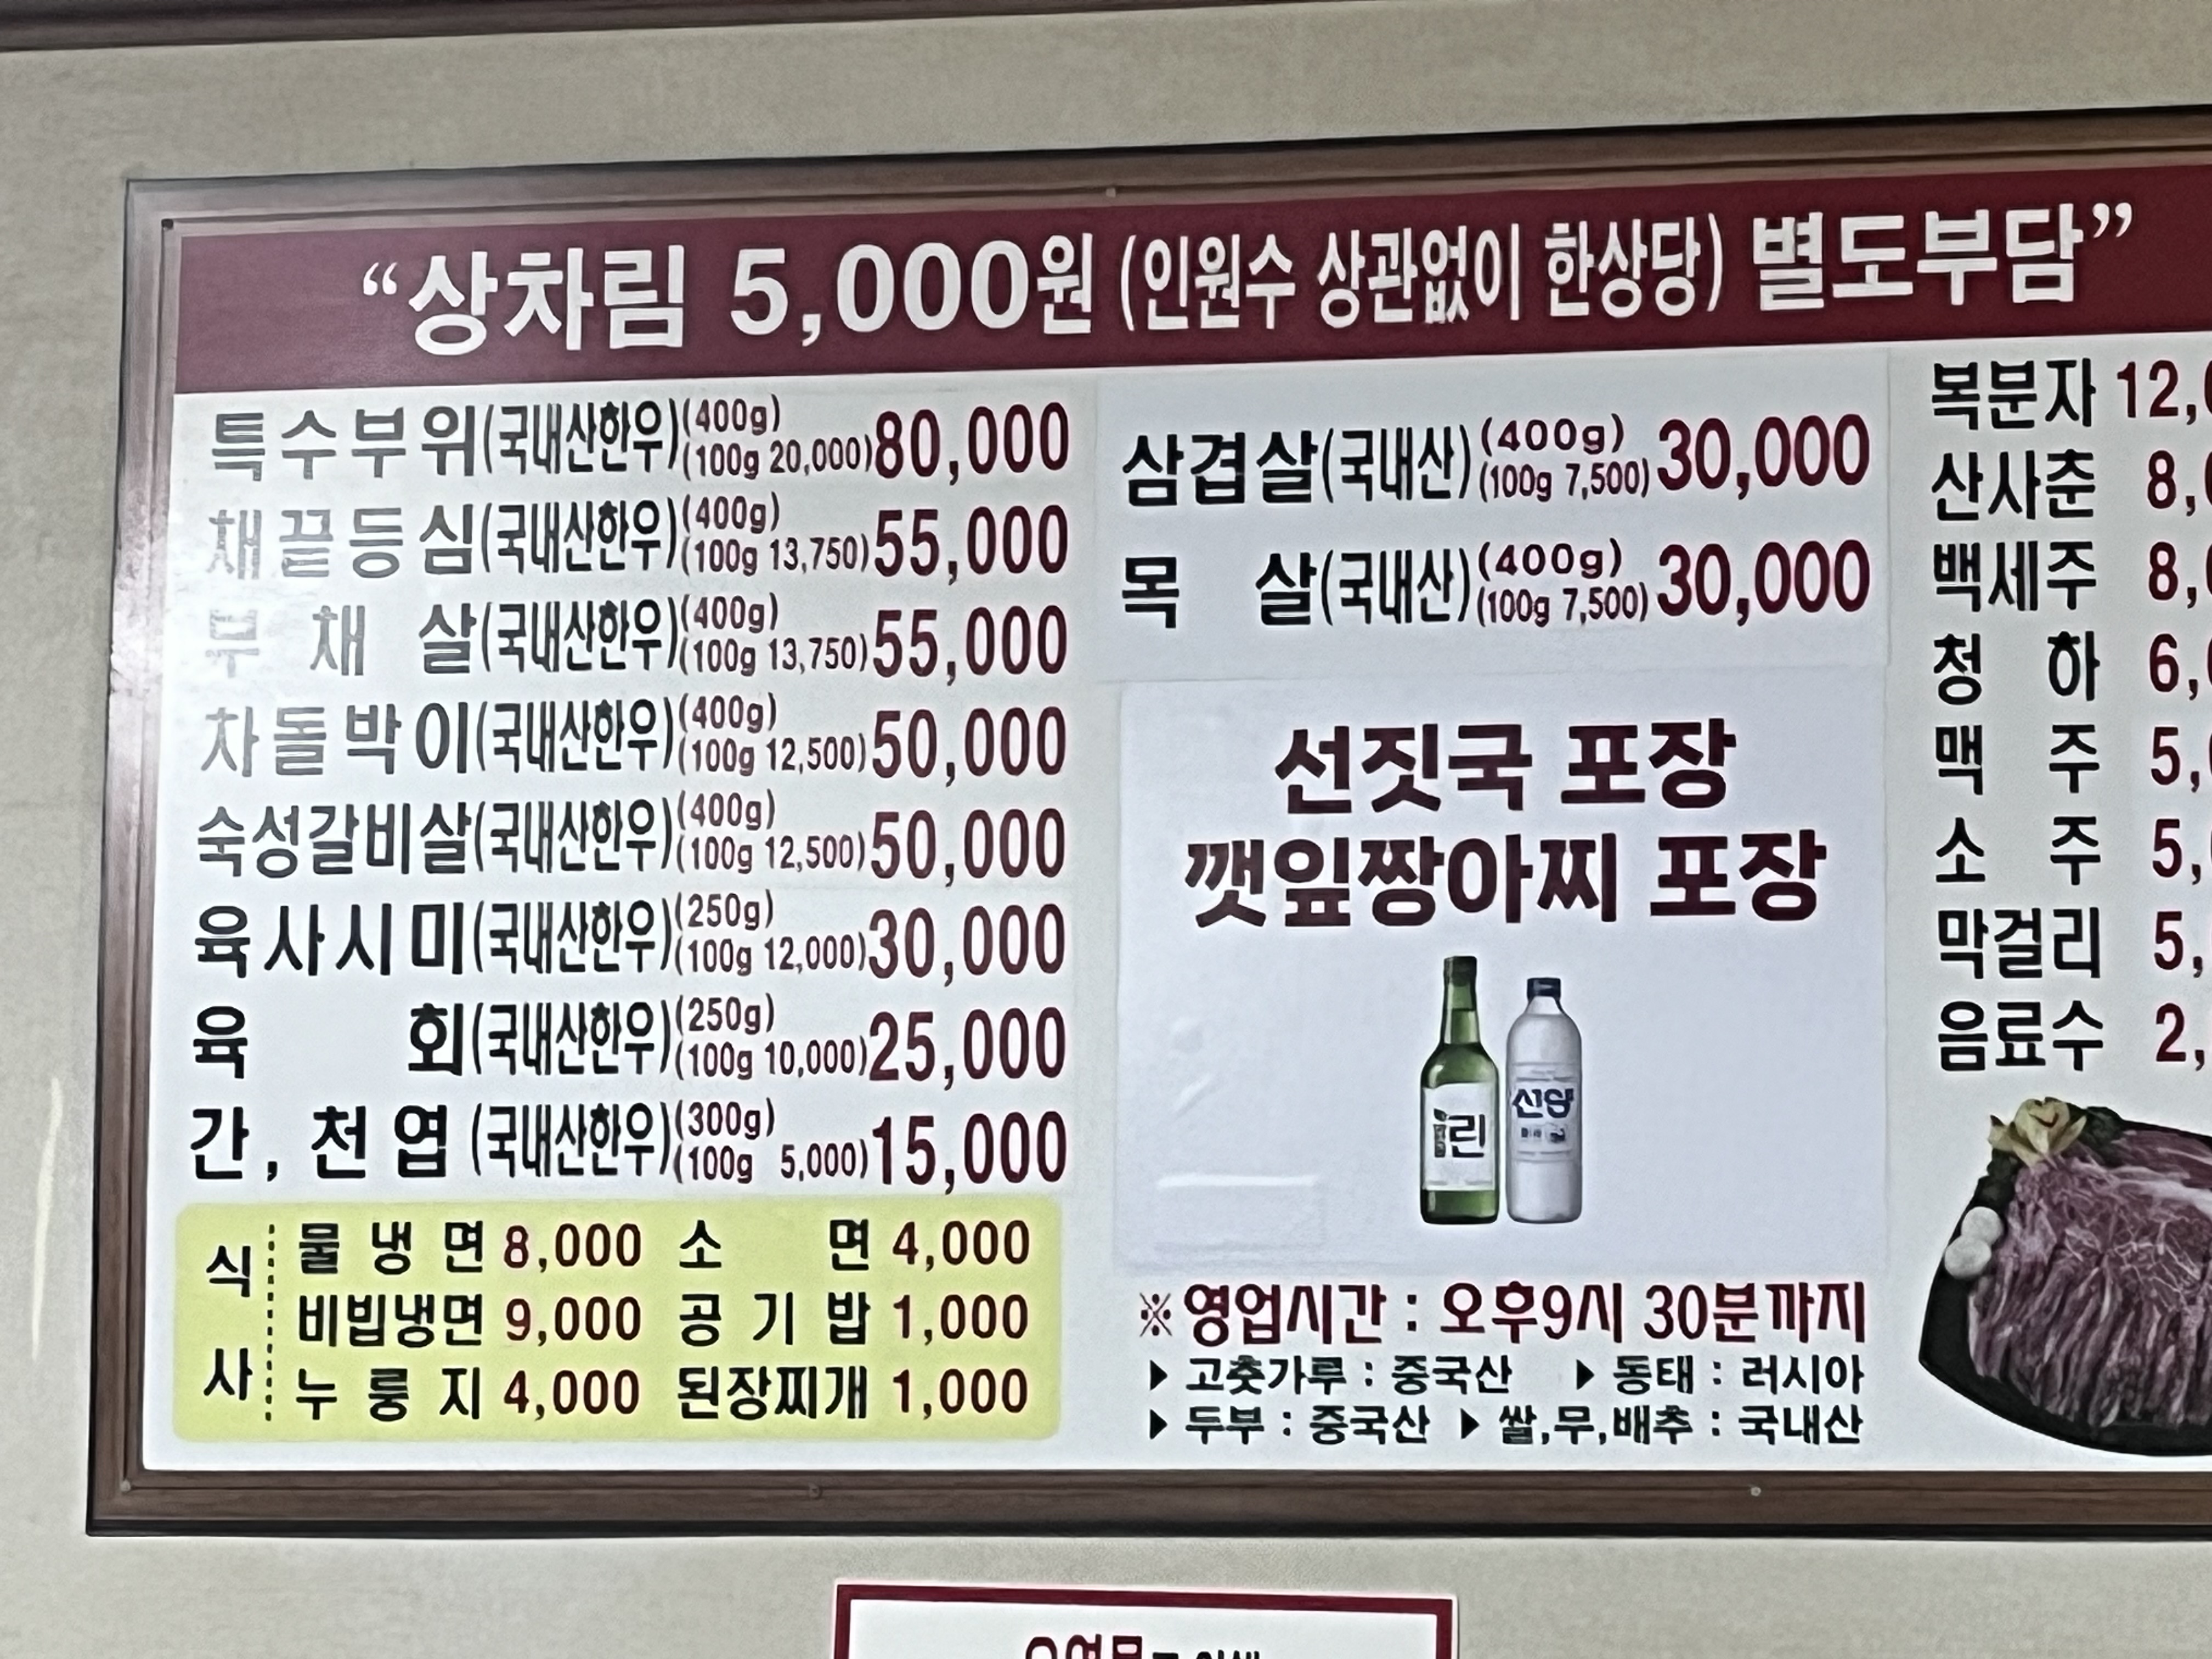 “상차림 5,000원 (인원수 상관없이 한상당) 별도부담”
특수부위(국내산한우)(400g)(100g 20,000)80,000
채끝등심(국내산한우)(400g)(100g 13,750)55,000
부채살(국내산한우)(400g)(100g 13,750)55,000
차돌박이(국내산한우)(400g)(100g 12,500)50,000
숙성갈비살(국내산한우)(400g)(100g 12,500)50,000
육사시미(국내산한우)(250g)(100g 12,000)30,000
육회(국내산한우)(250g)(100g 10,000)25,000
간, 천엽 (국내산한우)(300g)(100g 5,000)15,000
식사
물냉면 8,000 소면 4,000
비빔냉면 9,000 공기밥 1,000
누룽지 4,000 된장찌개 1,000
삼겹살(국내산)(400g)(100g 7,500)30,000
목살(국내산)(400g)(100g 7,500)30,000
선짓국 포장
깻잎짱아찌 포장
린
선양
※영업시간 : 오후9시 30분까지
▶ 고춧가루 : 중국산 ▶ 동태 : 러시아
▶ 두부 : 중국산 ▶ 쌀,무,배추 : 국내산
복분자 12,
산사춘 8,
백세주 8,
청하 6,
맥주 5,
소주 5,
막걸리 5,
음료수 2,